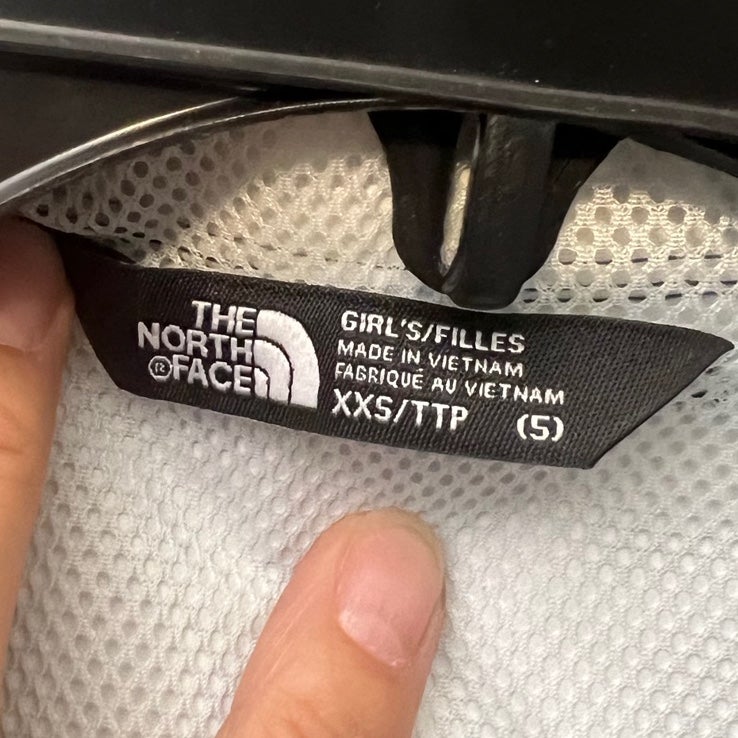 THE
NORTH
®FACE
GIRL'S/FILLES
MADE IN VIETNAM
FABRIQUÉ AU VIETNAM
XXS/TTP (5)